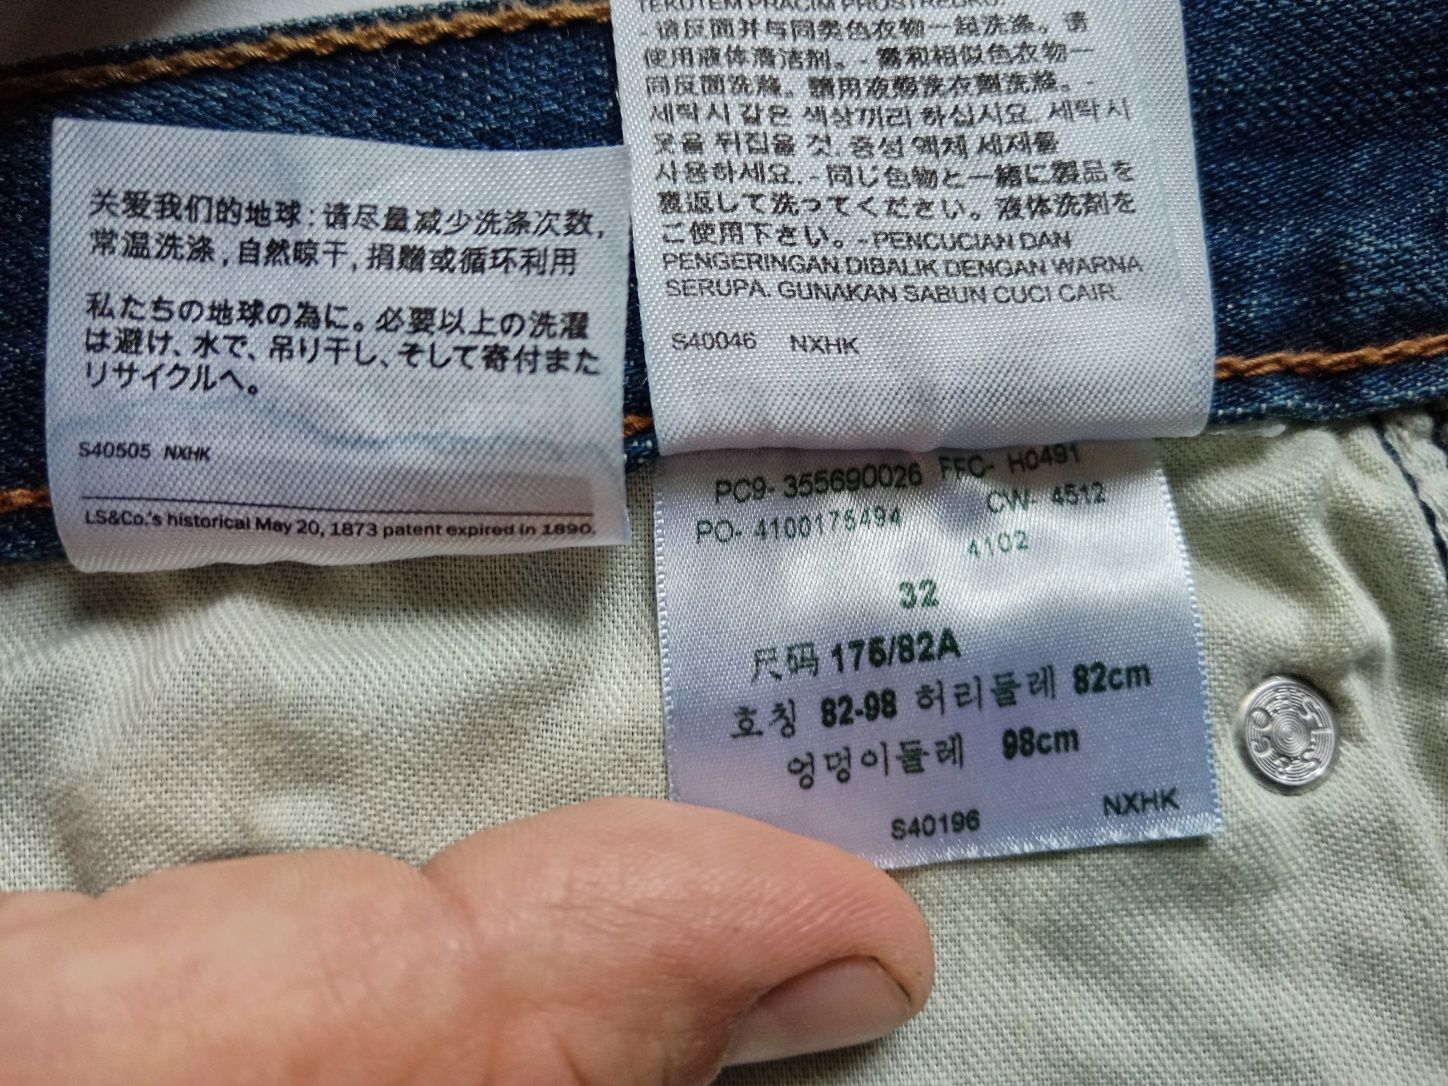 关爱我们的地球：请尽量减少洗涤次数，
常温洗涤，自然晾干，捐赠或循环利用
私たちの地球の為に。必要以上の洗濯
は避け、水で、吊り干し、そして寄付また
リサイクルへ。
S40505 NXHK
LS&Co.'s historical May 20, 1873 patent expired in 1890.
TEKUTÉM PRACÍM PROSTŘEDKU.
- 请反面并与同类色衣物一起洗涤。请
使用液体清洁剂。- 需和相似色衣物一
同反面洗滌。請用液態洗衣劑洗滌。-
세탁시 같은 색상끼리 하십시요. 세탁시
옷을 뒤집을 것. 중성 액체 세제를
사용하세요. - 同じ色物と一緒に製品を
裏返して洗ってください。液体洗剤を
ご使用下さい。- PENCUCIAN DAN
PENGERINGAN DIBALIK DENGAN WARNA
SERUPA. GUNAKAN SABUN CUCI CAIR.
S40046 NXHK
PC9- 355690026 FFC- H0491
PO- 4100175494 CW- 4512
4102
32
尺码 175/82A
호칭 82-98 허리둘레 82cm
엉덩이둘레 98cm
S40196 NXHK